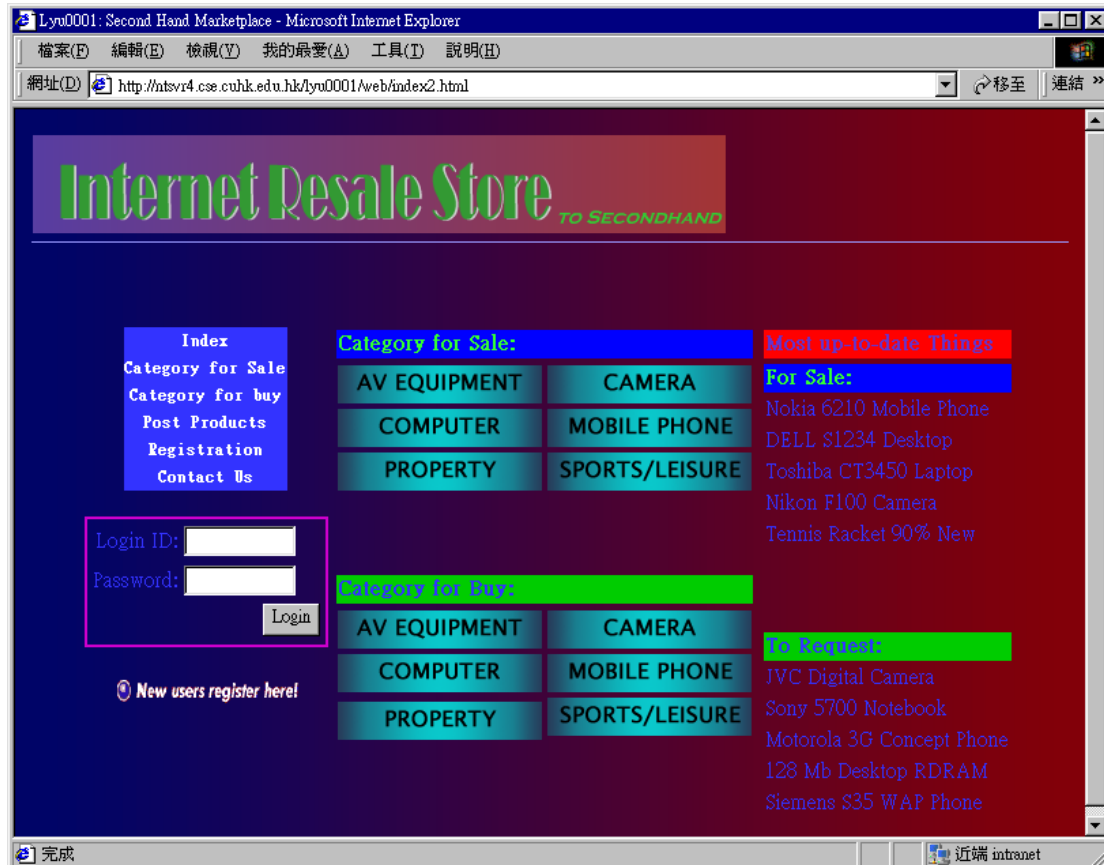 Lyu0001: Second Hand Marketplace - Microsoft Internet Explorer
檔案(F) 編輯(E) 檢視(V) 我的最愛(A) 工具(T) 說明(H)
網址(D) http://ntsvr4.cse.cuhk.edu.hk/lyu0001/web/index2.html 移至 連結 »
Internet Resale Store TO SECONDHAND
Index
Category for Sale
Category for buy
Post Products
Registration
Contact Us
Login ID:
Password:
Login
New users register here!
Category for Sale:
AV EQUIPMENT CAMERA
COMPUTER MOBILE PHONE
PROPERTY SPORTS/LEISURE
Category for Buy:
AV EQUIPMENT CAMERA
COMPUTER MOBILE PHONE
PROPERTY SPORTS/LEISURE
Most up-to-date Things
For Sale:
Nokia 6210 Mobile Phone
DELL S1234 Desktop
Toshiba CT3450 Laptop
Nikon F100 Camera
Tennis Racket 90% New
To Request:
JVC Digital Camera
Sony 5700 Notebook
Motorola 3G Concept Phone
128 Mb Desktop RDRAM
Siemens S35 WAP Phone
完成 近端 intranet